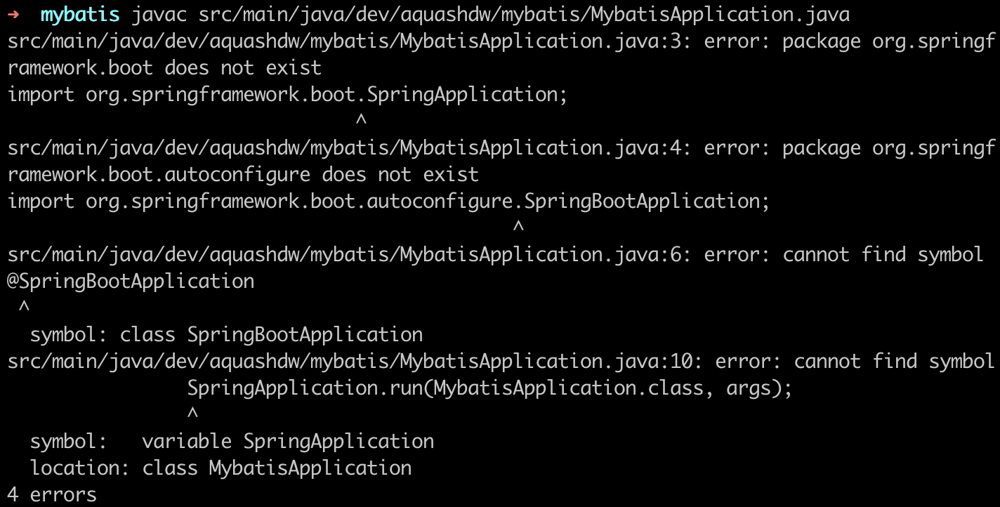 → mybatis javac src/main/java/dev/aquashdw/mybatis/MybatisApplication.java
src/main/java/dev/aquashdw/mybatis/MybatisApplication.java:3: error: package org.springf
ramework.boot does not exist
import org.springframework.boot.SpringApplication;
                               ^
src/main/java/dev/aquashdw/mybatis/MybatisApplication.java:4: error: package org.springf
ramework.boot.autoconfigure does not exist
import org.springframework.boot.autoconfigure.SpringBootApplication;
                                             ^
src/main/java/dev/aquashdw/mybatis/MybatisApplication.java:6: error: cannot find symbol
@SpringBootApplication
 ^
  symbol: class SpringBootApplication
src/main/java/dev/aquashdw/mybatis/MybatisApplication.java:10: error: cannot find symbol
                SpringApplication.run(MybatisApplication.class, args);
                ^
  symbol:   variable SpringApplication
  location: class MybatisApplication
4 errors